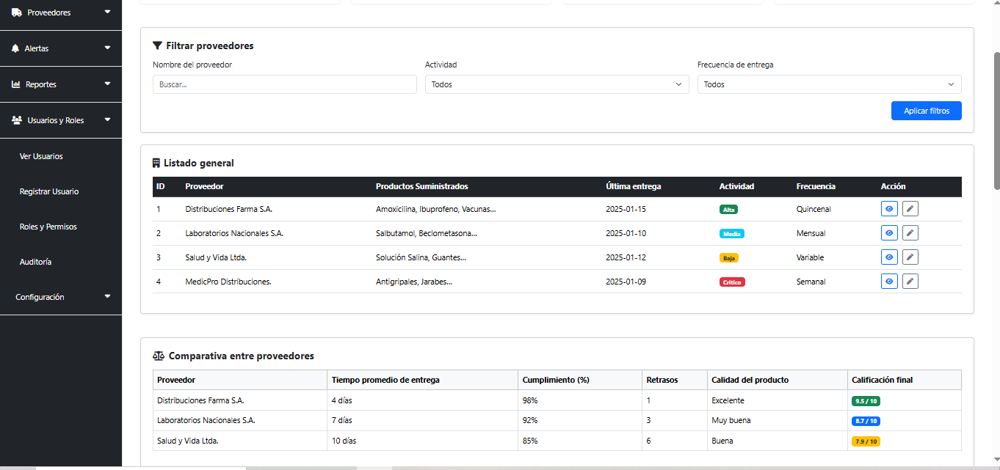 Proveedores
Alertas
Reportes
Usuarios y Roles
Ver Usuarios
Registrar Usuario
Roles y Permisos
Auditoría
Configuración
Filtrar proveedores
Nombre del proveedor Actividad Frecuencia de entrega
Buscar... Todos Todos
Aplicar filtros
Listado general
ID Proveedor Productos Suministrados Última entrega Actividad Frecuencia Acción
1 Distribuciones Farma S.A. Amoxicilina, Ibuprofeno, Vacunas... 2025-01-15 Alta Quincenal
2 Laboratorios Nacionales S.A. Salbutamol, Beclometasona... 2025-01-10 Media Mensual
3 Salud y Vida Ltda. Solución Salina, Guantes... 2025-01-12 Baja Variable
4 MedicPro Distribuciones. Antigripales, Jarabes... 2025-01-09 Crítico Semanal
Comparativa entre proveedores
Proveedor Tiempo promedio de entrega Cumplimiento (%) Retrasos Calidad del producto Calificación final
Distribuciones Farma S.A. 4 días 98% 1 Excelente 9.5 / 10
Laboratorios Nacionales S.A. 7 días 92% 3 Muy buena 8.7 / 10
Salud y Vida Ltda. 10 días 85% 6 Buena 7.9 / 10